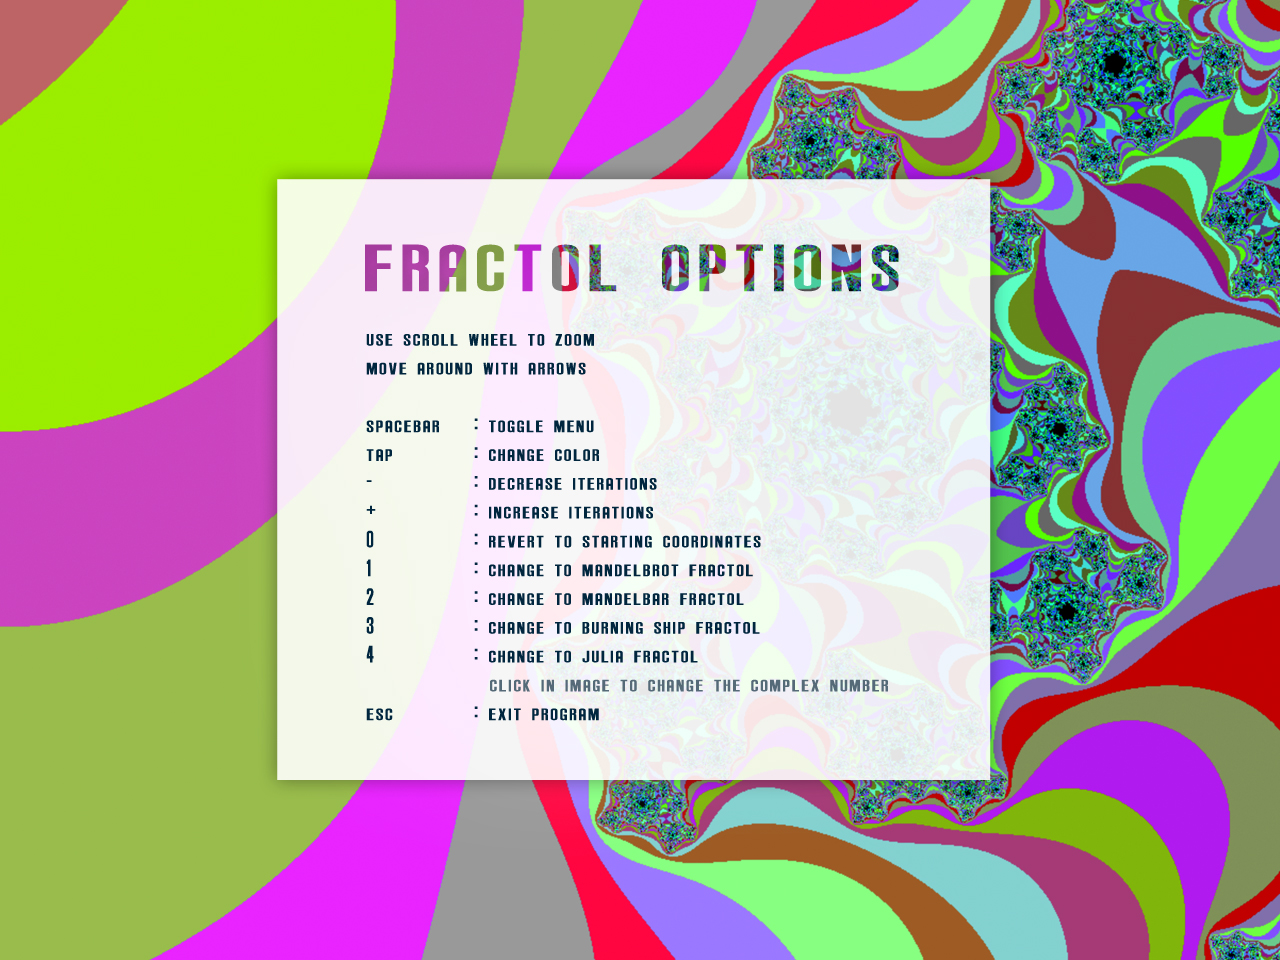 FRACTOL OPTIONS
USE SCROLL WHEEL TO ZOOM
MOVE AROUND WITH ARROWS
SPACEBAR : TOGGLE MENU
TAP : CHANGE COLOR
- : DECREASE ITERATIONS
+ : INCREASE ITERATIONS
0 : REVERT TO STARTING COORDINATES
1 : CHANGE TO MANDELBROT FRACTOL
2 : CHANGE TO MANDELBAR FRACTOL
3 : CHANGE TO BURNING SHIP FRACTOL
4 : CHANGE TO JULIA FRACTOL
CLICK IN IMAGE TO CHANGE THE COMPLEX NUMBER
ESC : EXIT PROGRAM